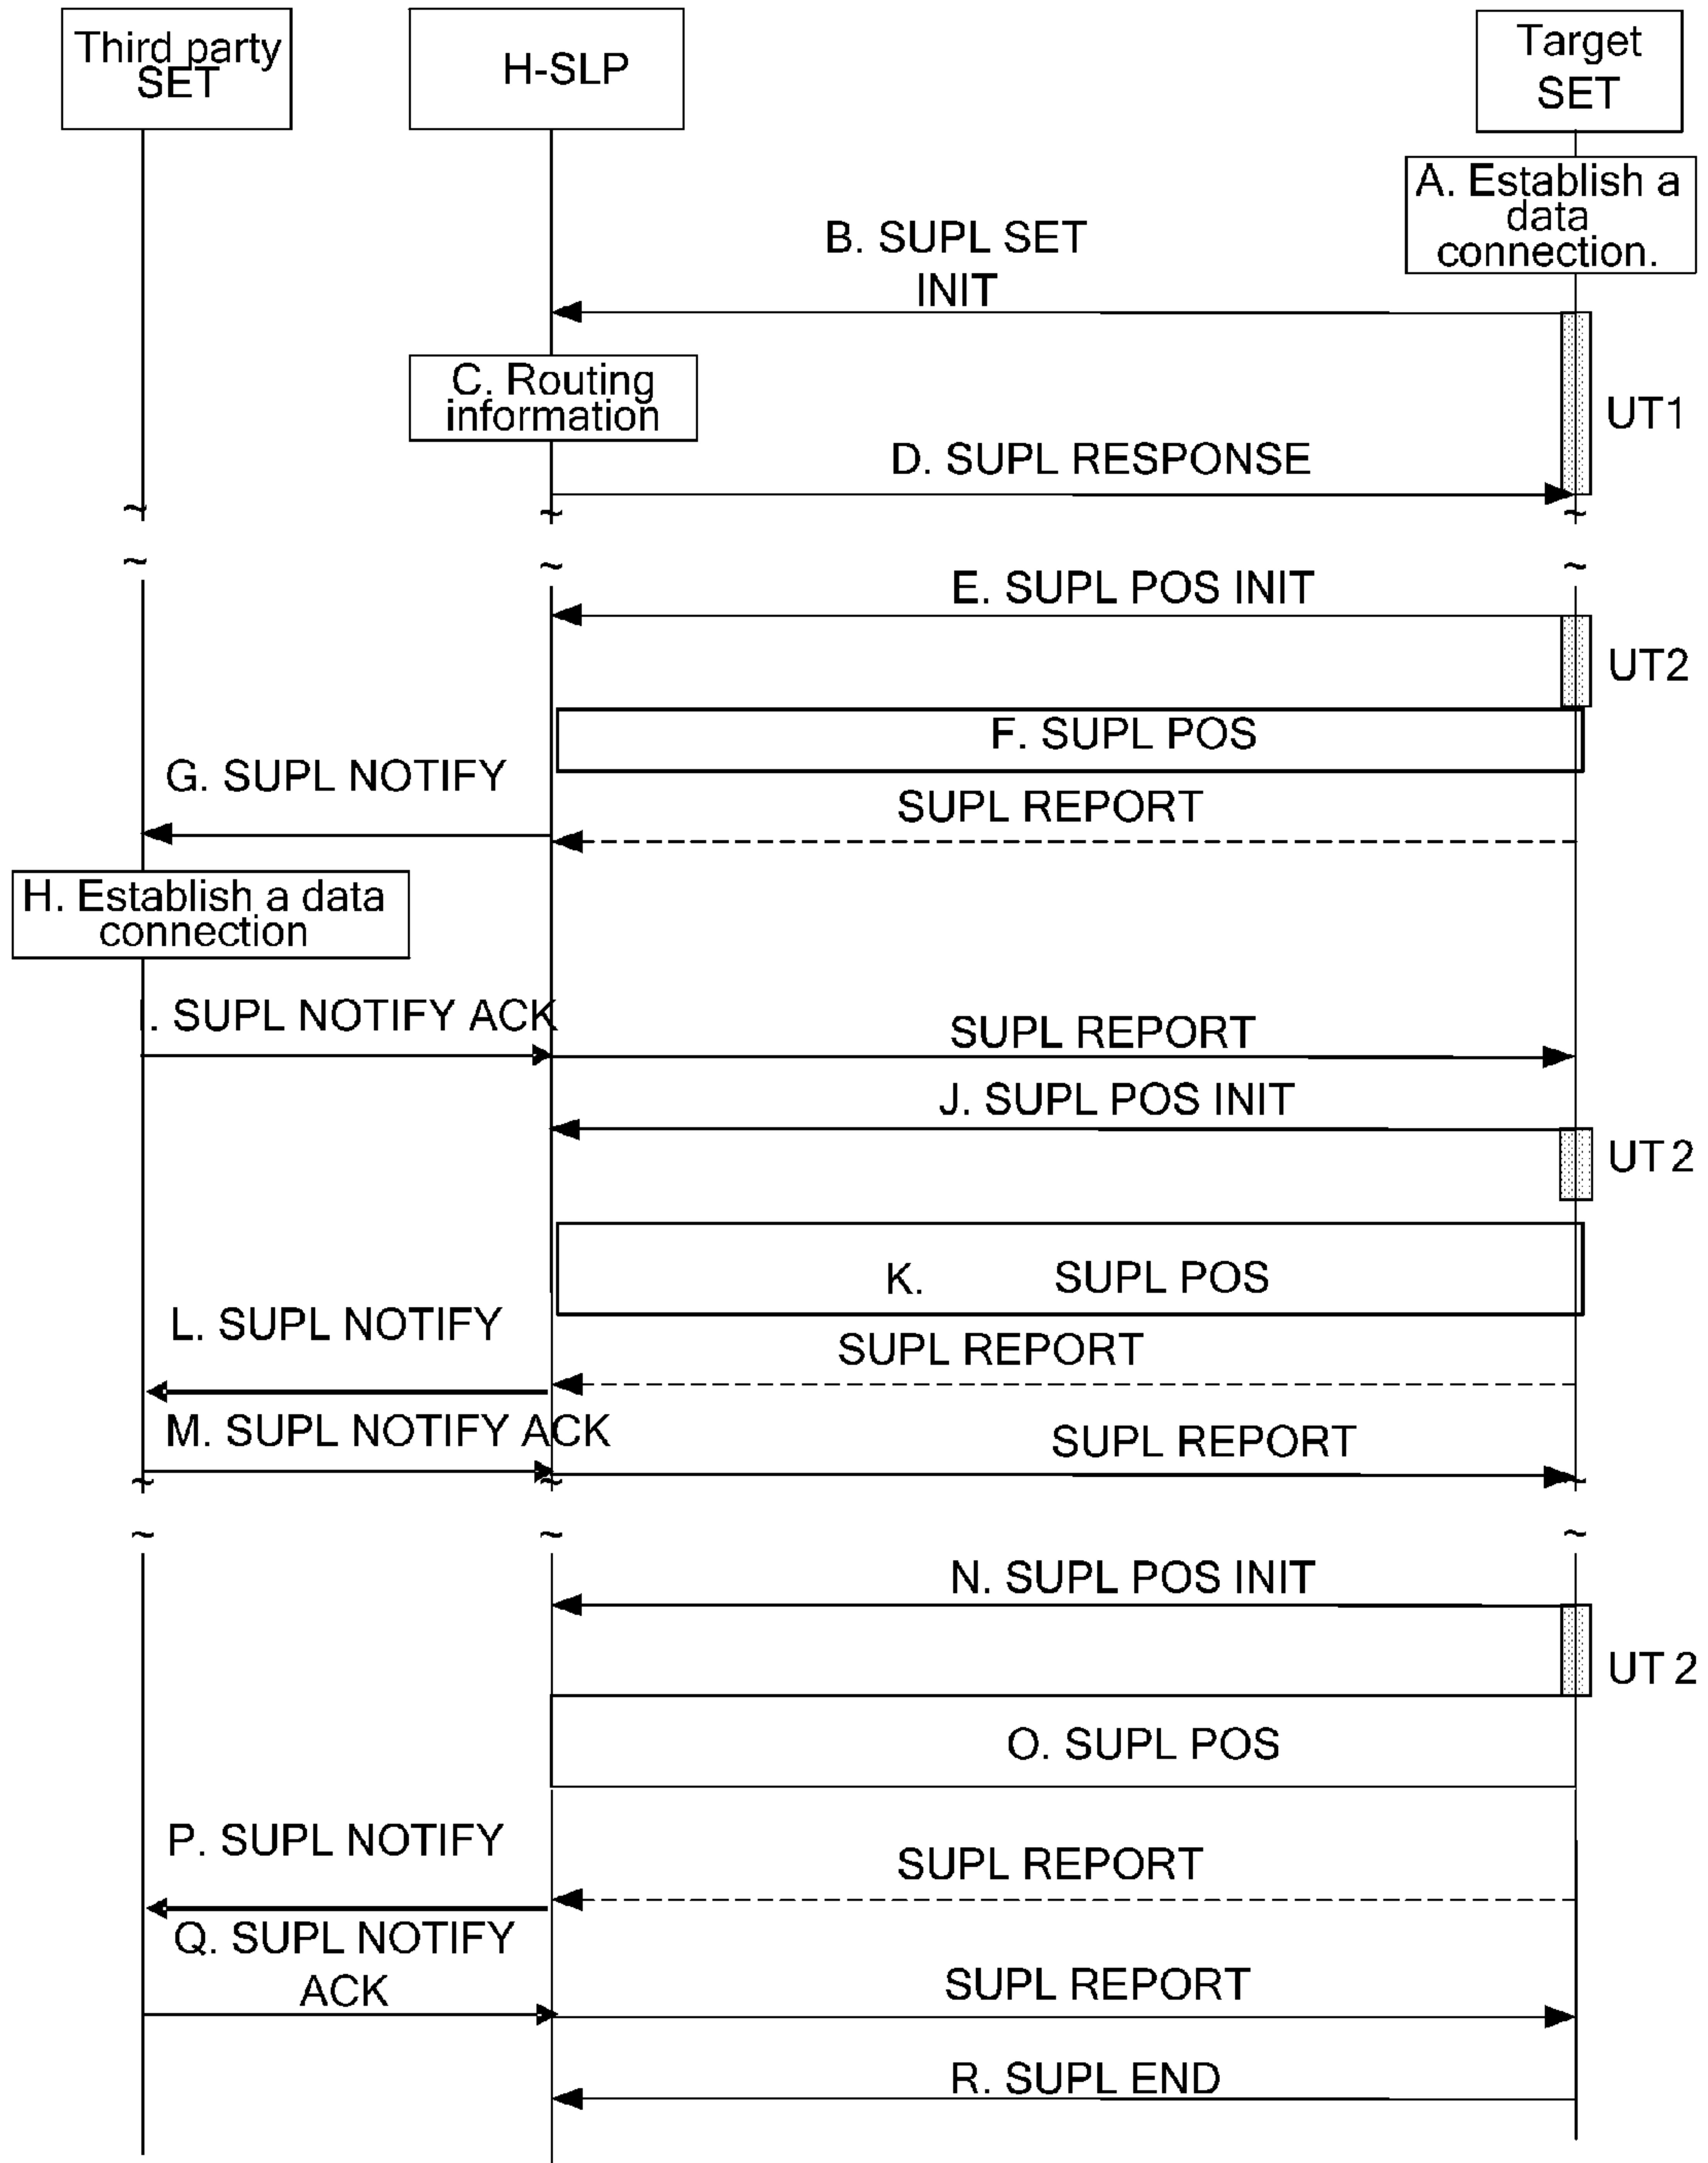 Third party
SET
H-SLP
Target
SET
A. Establish a
data
connection.
B. SUPL SET
INIT
C. Routing
information
UT1
D. SUPL RESPONSE
~ ~ ~
~ ~ ~
E. SUPL POS INIT
UT2
F. SUPL POS
G. SUPL NOTIFY
SUPL REPORT
H. Establish a data
connection
I. SUPL NOTIFY ACK
SUPL REPORT
J. SUPL POS INIT
UT 2
K. SUPL POS
L. SUPL NOTIFY
SUPL REPORT
M. SUPL NOTIFY ACK
SUPL REPORT
~ ~ ~
~ ~ ~
N. SUPL POS INIT
UT 2
O. SUPL POS
P. SUPL NOTIFY
SUPL REPORT
Q. SUPL NOTIFY
ACK
SUPL REPORT
R. SUPL END